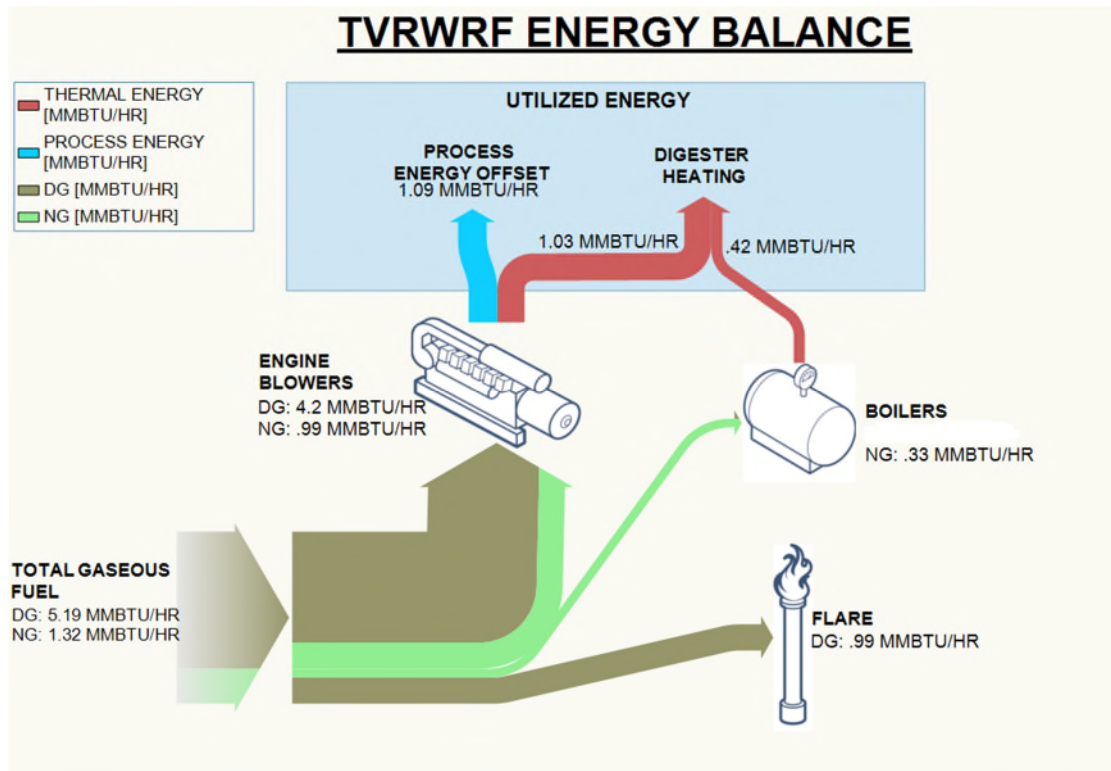 TVRWRF ENERGY BALANCE
THERMAL ENERGY
[MMBTU/HR]
PROCESS ENERGY
[MMBTU/HR]
DG [MMBTU/HR]
NG [MMBTU/HR]
UTILIZED ENERGY
PROCESS
ENERGY OFFSET
1.09 MMBTU/HR
DIGESTER
HEATING
1.03 MMBTU/HR
.42 MMBTU/HR
ENGINE
BLOWERS
DG: 4.2 MMBTU/HR
NG: .99 MMBTU/HR
BOILERS
NG: .33 MMBTU/HR
TOTAL GASEOUS
FUEL
DG: 5.19 MMBTU/HR
NG: 1.32 MMBTU/HR
FLARE
DG: .99 MMBTU/HR